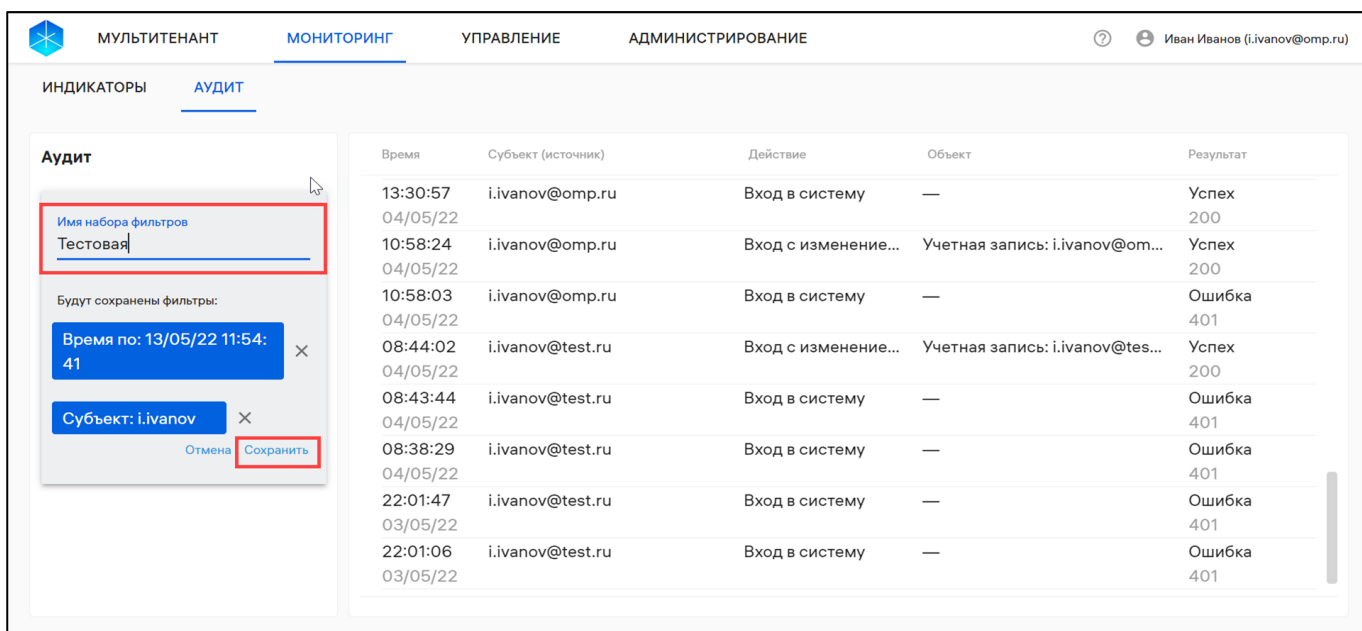 МУЛЬТИТЕНАНТ МОНИТОРИНГ УПРАВЛЕНИЕ АДМИНИСТРИРОВАНИЕ Иван Иванов (i.ivanov@omp.ru)
ИНДИКАТОРЫ АУДИТ
Аудит
Имя набора фильтров
Тестовая
Будут сохранены фильтры:
Время по: 13/05/22 11:54:
41
Субъект: i.ivanov
Отмена Сохранить
Время Субъект (источник) Действие Объект Результат
13:30:57 i.ivanov@omp.ru Вход в систему — Успех
04/05/22 200
10:58:24 i.ivanov@omp.ru Вход с изменение... Учетная запись: i.ivanov@om... Успех
04/05/22 200
10:58:03 i.ivanov@omp.ru Вход в систему — Ошибка
04/05/22 401
08:44:02 i.ivanov@test.ru Вход с изменение... Учетная запись: i.ivanov@tes... Успех
04/05/22 200
08:43:44 i.ivanov@test.ru Вход в систему — Ошибка
04/05/22 401
08:38:29 i.ivanov@test.ru Вход в систему — Ошибка
04/05/22 401
22:01:47 i.ivanov@test.ru Вход в систему — Ошибка
03/05/22 401
22:01:06 i.ivanov@test.ru Вход в систему — Ошибка
03/05/22 401